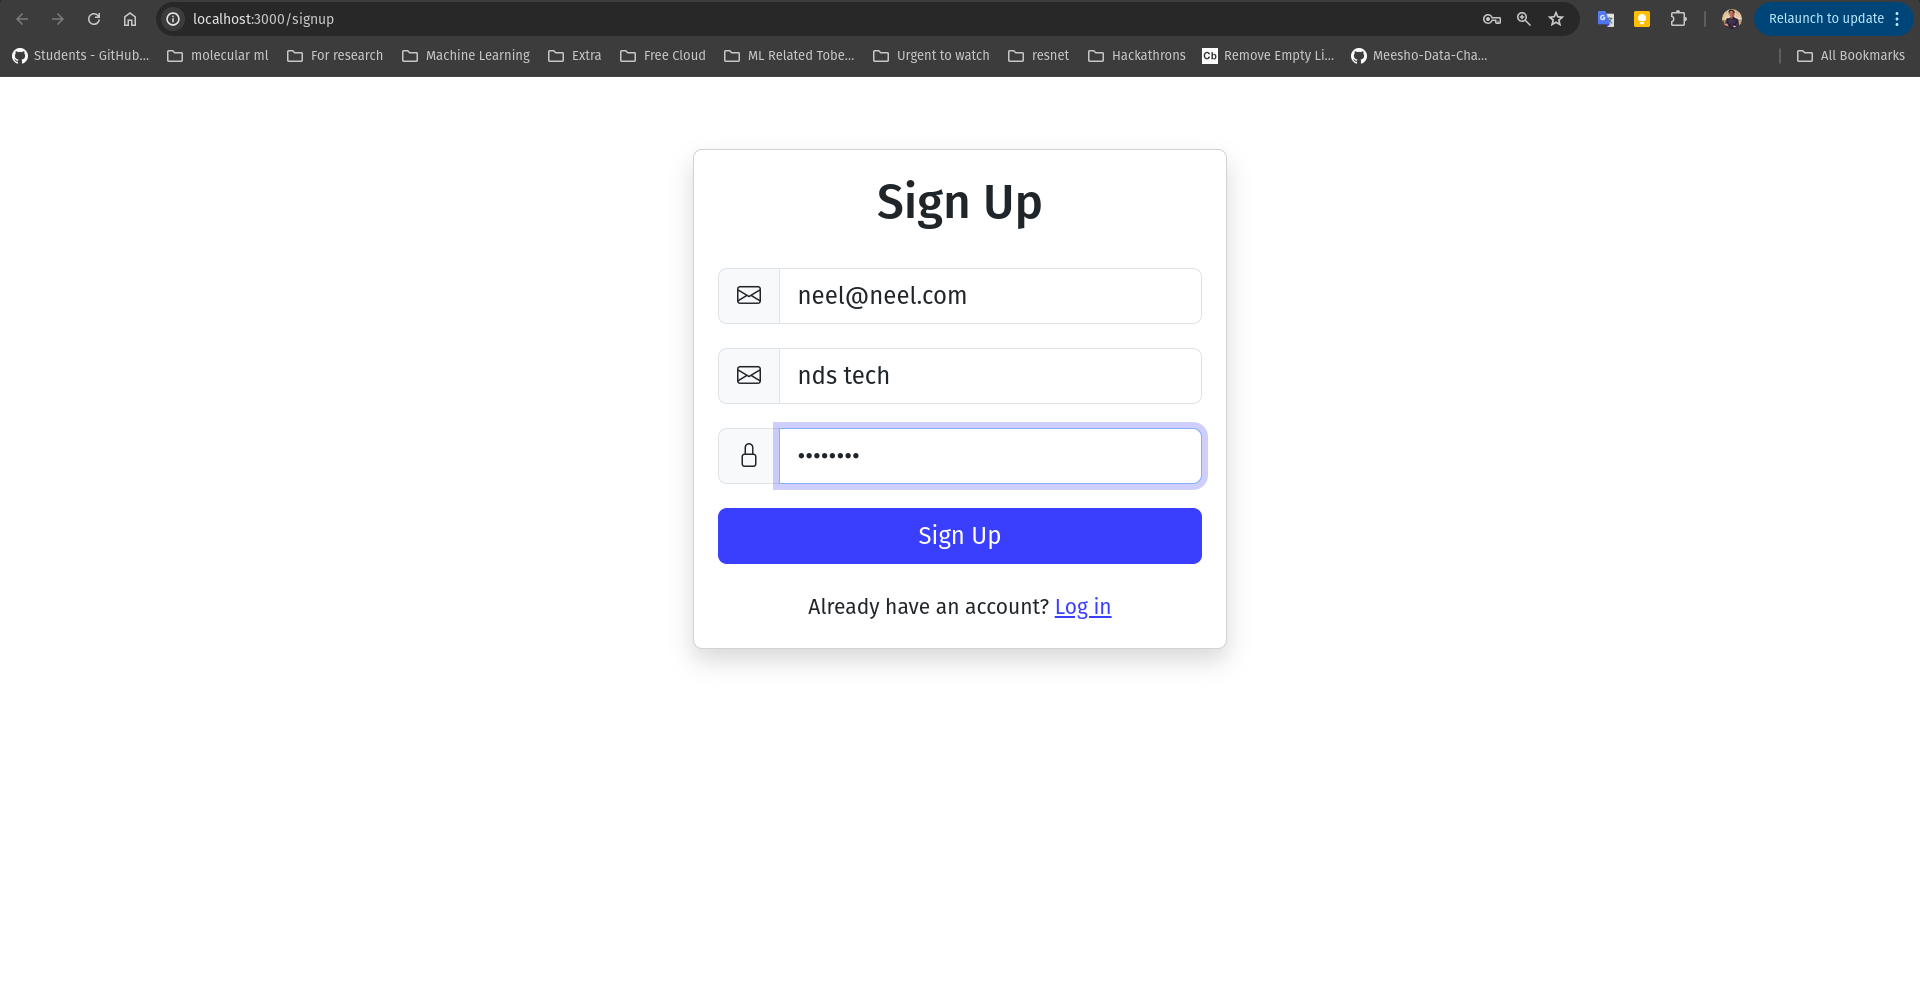 localhost:3000/signup
Relaunch to update
Students - GitHub...
molecular ml
For research
Machine Learning
Extra
Free Cloud
ML Related Tobe...
Urgent to watch
resnet
Hackathrons
Cb
Remove Empty Li...
Meesho-Data-Cha...
All Bookmarks
Sign Up
neel@neel.com
nds tech
••••••••
Sign Up
Already have an account? Log in